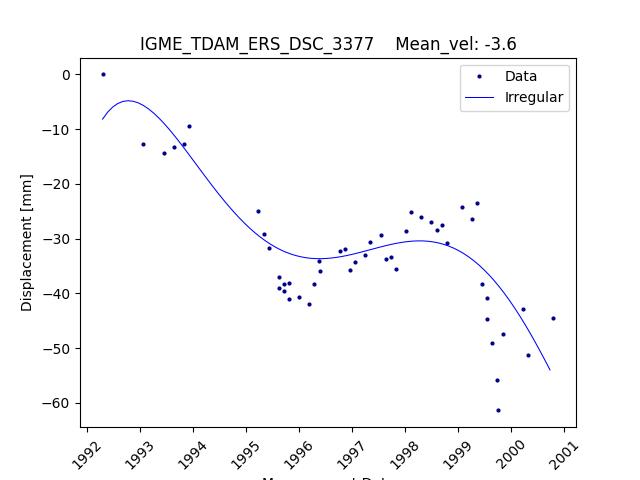 IGME_TDAM_ERS_DSC_3377    Mean_vel: -3.6
Data
Irregular
Displacement [mm]
0
−10
−20
−30
−40
−50
−60
1992 1993 1994 1995 1996 1997 1998 1999 2000 2001